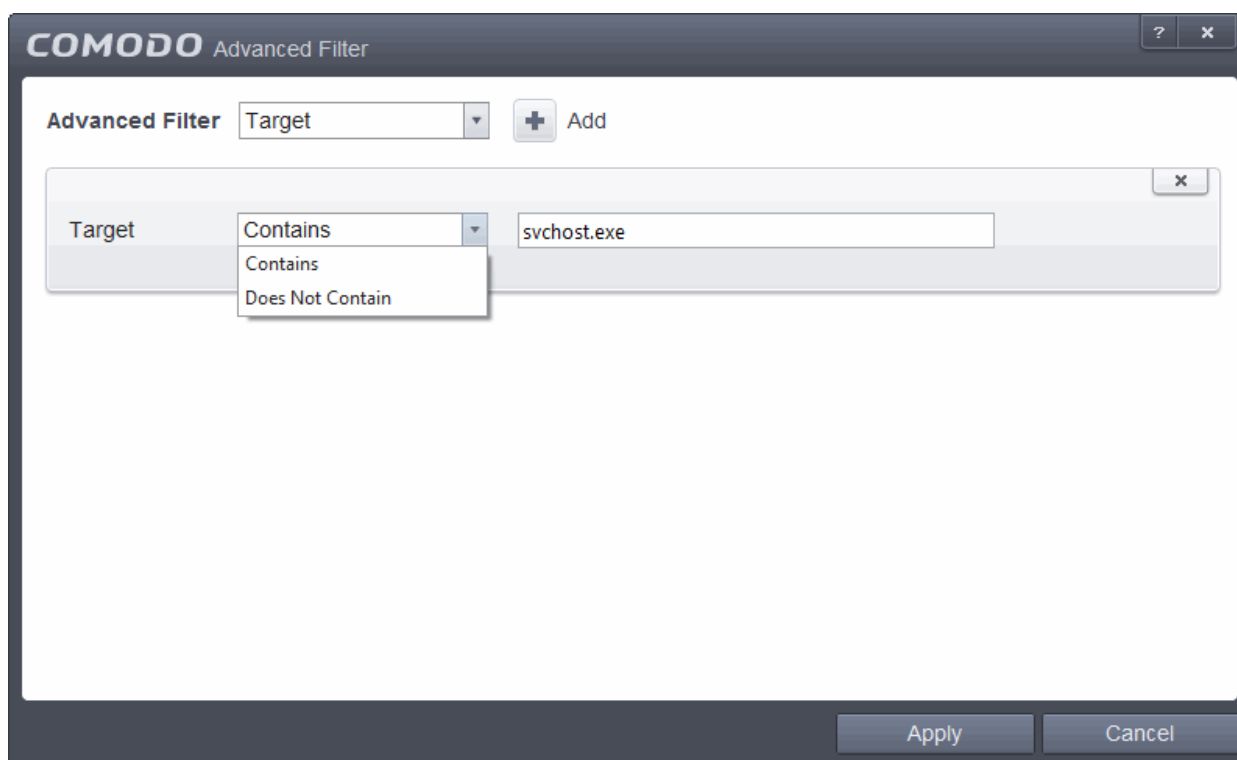 COMODO Advanced Filter ? x
Advanced Filter Target + Add
x
Target Contains svchost.exe
Contains
Does Not Contain
Apply Cancel